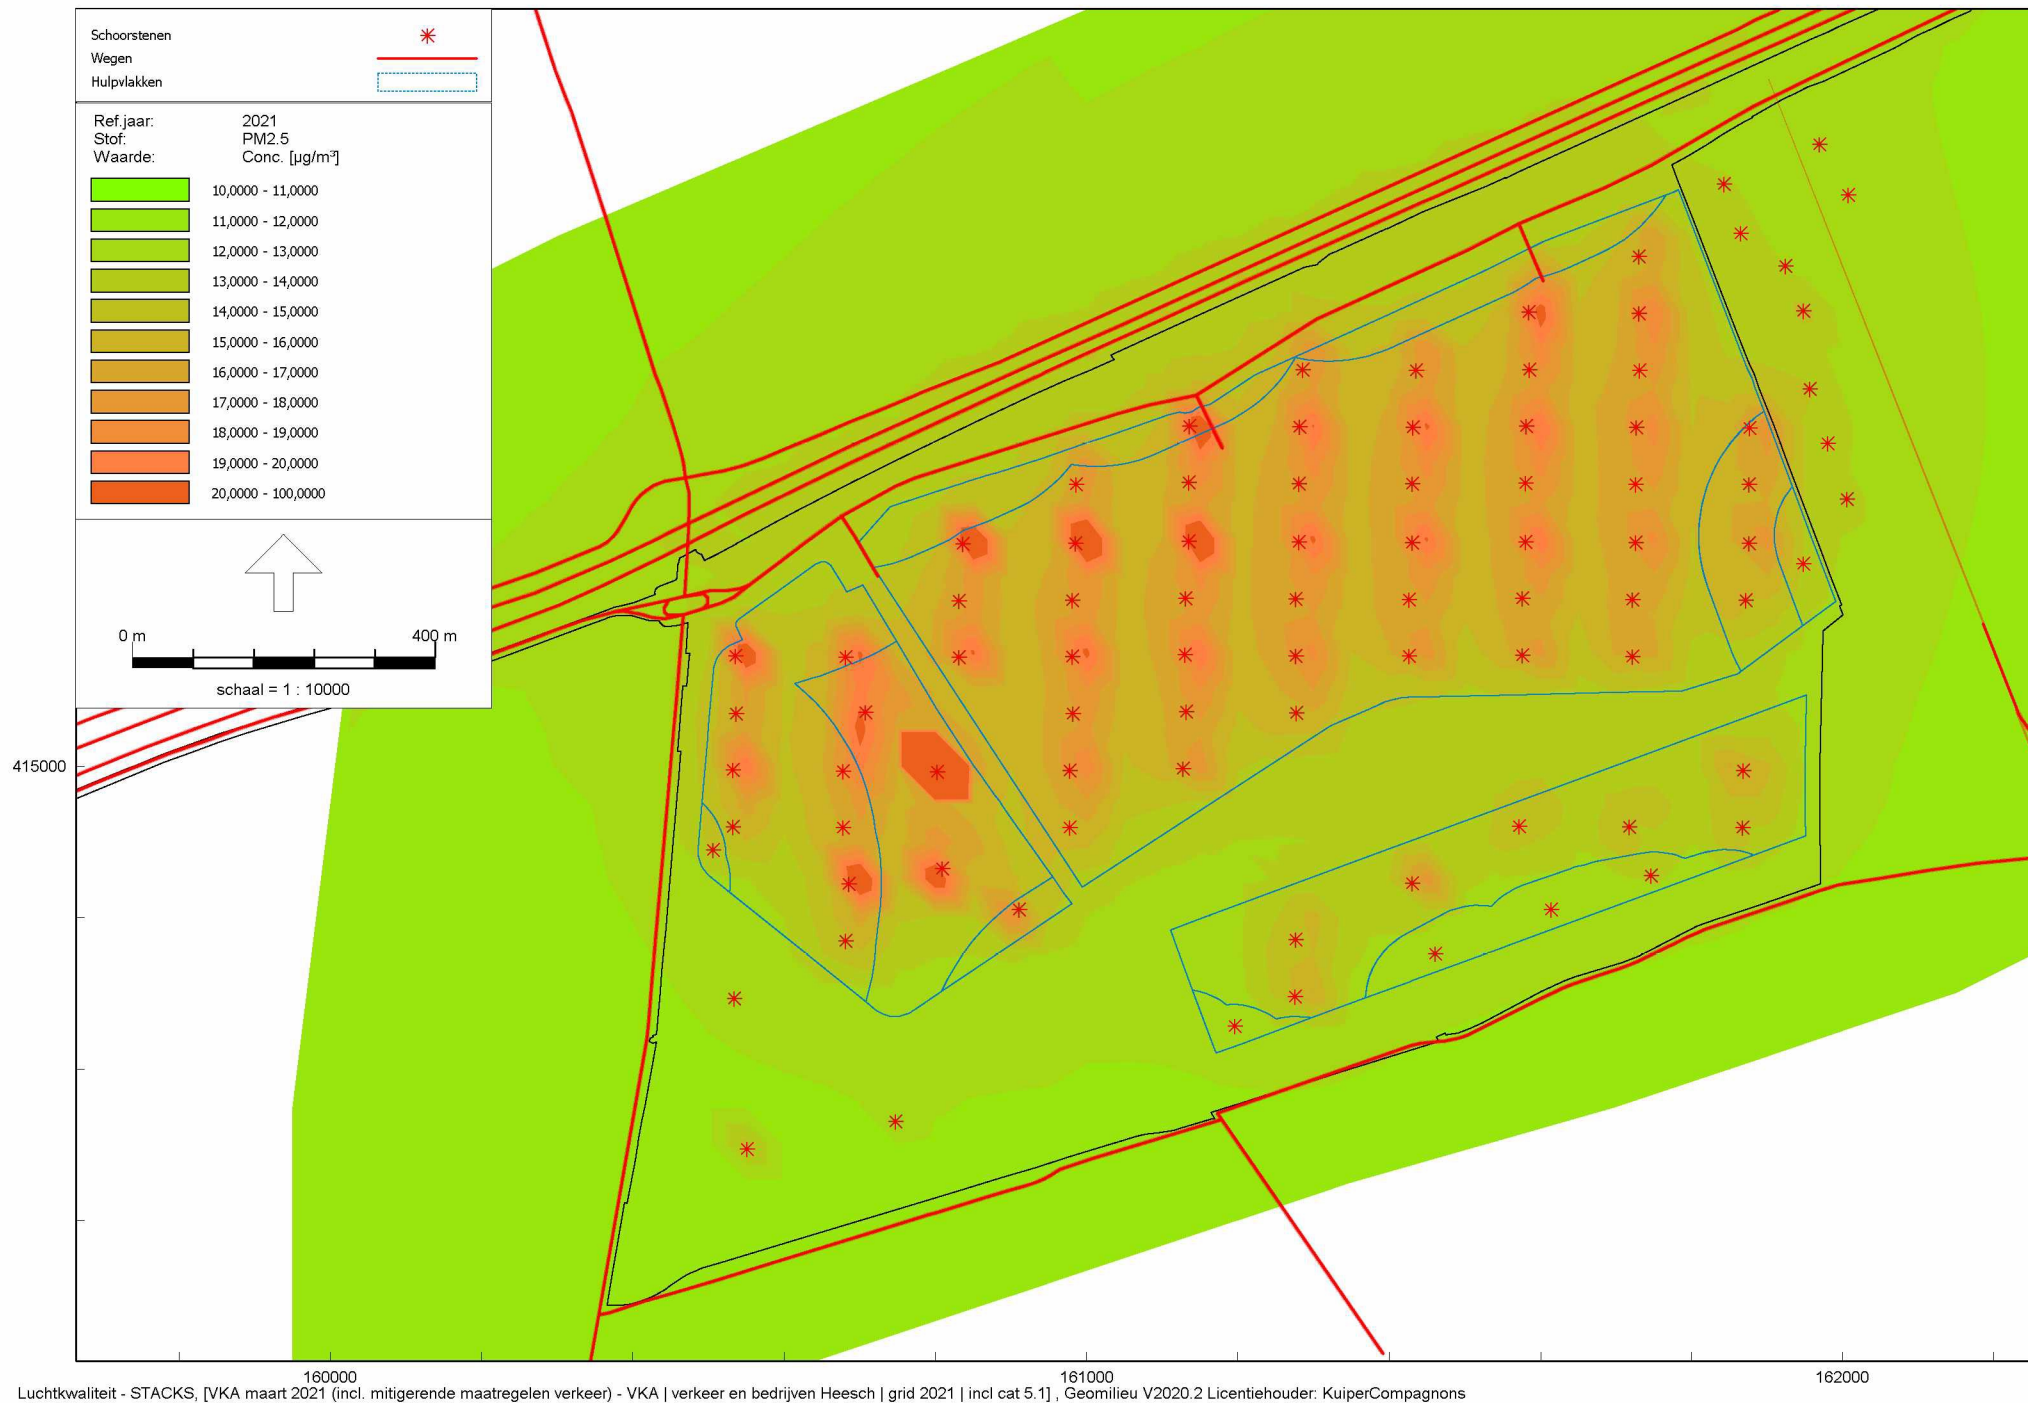 Schoorstenen
Wegen
Hulpvlakken
Ref.jaar: 2021
Stof: PM2.5
Waarde: Conc. [µg/m³]
10,0000 - 11,0000
11,0000 - 12,0000
12,0000 - 13,0000
13,0000 - 14,0000
14,0000 - 15,0000
15,0000 - 16,0000
16,0000 - 17,0000
17,0000 - 18,0000
18,0000 - 19,0000
19,0000 - 20,0000
20,0000 - 100,0000
0 m 400 m
schaal = 1 : 10000
415000
160000 161000 162000
Luchtkwaliteit - STACKS, [VKA maart 2021 (incl. mitigerende maatregelen verkeer) - VKA | verkeer en bedrijven Heesch | grid 2021 | incl cat 5.1] , Geomilieu V2020.2 Licentiehouder: KuiperCompagnons